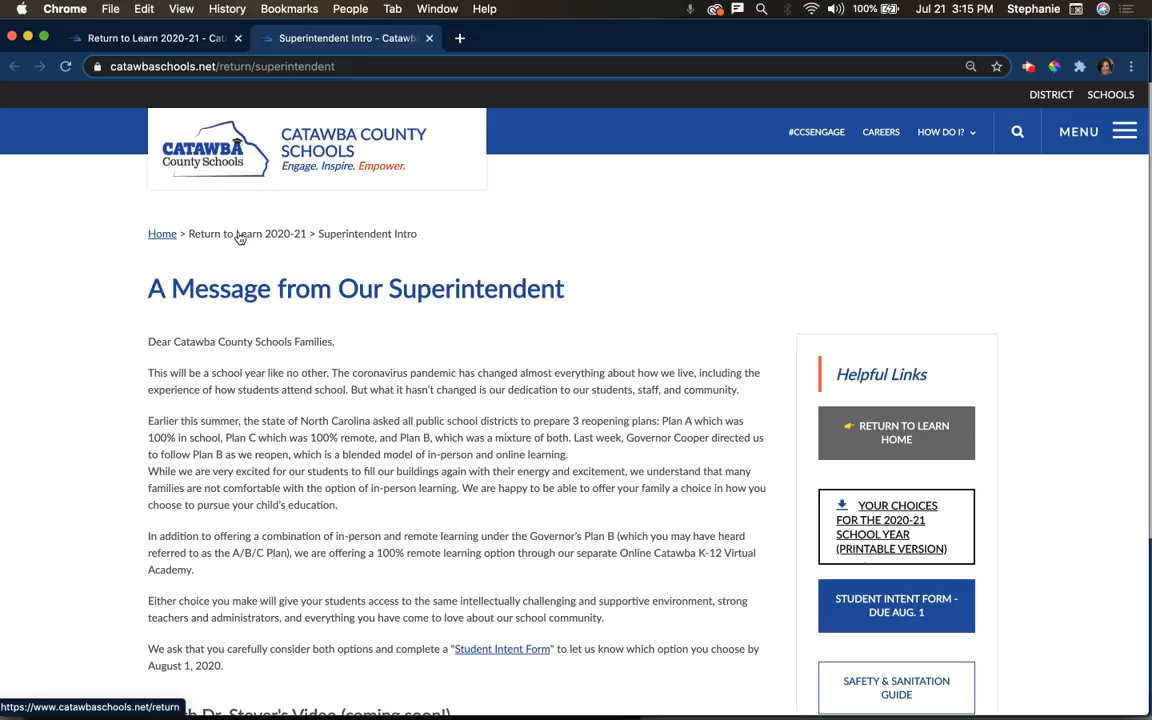 Chrome File Edit View History Bookmarks People Tab Window Help 100% Jul 21 3:15 PM Stephanie
Return to Learn 2020-21 - Cata
Superintendent Intro - Catawb
catawbaschools.net/return/superintendent
DISTRICT SCHOOLS
CATAWBA
County Schools
CATAWBA COUNTY
SCHOOLS
Engage. Inspire. Empower.
#CCSENGAGE CAREERS HOW DO I? MENU
Home > Return to Learn 2020-21 > Superintendent Intro
A Message from Our Superintendent
Dear Catawba County Schools Families,
This will be a school year like no other. The coronavirus pandemic has changed almost everything about how we live, including the
experience of how students attend school. But what it hasn't changed is our dedication to our students, staff, and community.
Earlier this summer, the state of North Carolina asked all public school districts to prepare 3 reopening plans: Plan A which was
100% in school, Plan C which was 100% remote, and Plan B, which was a mixture of both. Last week, Governor Cooper directed us
to follow Plan B as we reopen, which is a blended model of in-person and online learning.
While we are very excited for our students to fill our buildings again with their energy and excitement, we understand that many
families are not comfortable with the option of in-person learning. We are happy to be able to offer your family a choice in how you
choose to pursue your child's education.
In addition to offering a combination of in-person and remote learning under the Governor's Plan B (which you may have heard
referred to as the A/B/C Plan), we are offering a 100% remote learning option through our separate Online Catawba K-12 Virtual
Academy.
Either choice you make will give your students access to the same intellectually challenging and supportive environment, strong
teachers and administrators, and everything you have come to love about our school community.
We ask that you carefully consider both options and complete a "Student Intent Form" to let us know which option you choose by
August 1, 2020.
Video (coming soon!)
Helpful Links
RETURN TO LEARN
HOME
YOUR CHOICES
FOR THE 2020-21
SCHOOL YEAR
(PRINTABLE VERSION)
STUDENT INTENT FORM -
DUE AUG. 1
SAFETY & SANITATION
GUIDE
https://www.catawbaschools.net/return